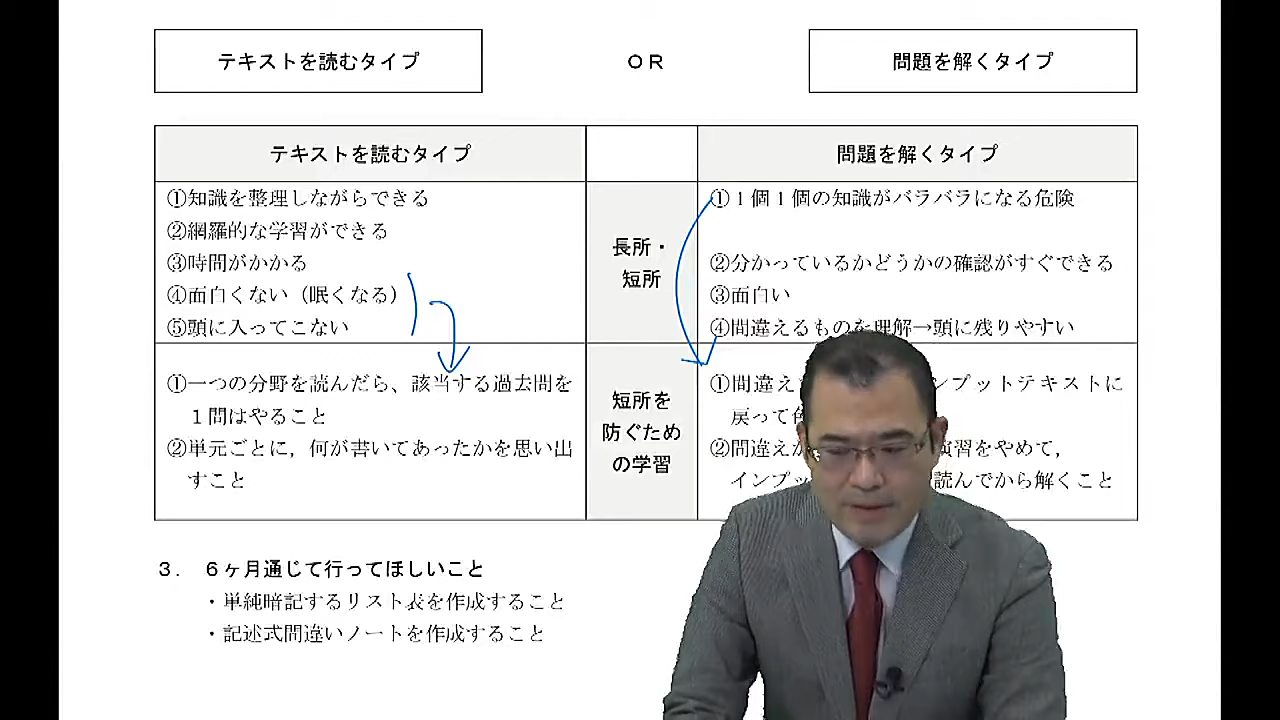 テキストを読むタイプ
ＯＲ
問題を解くタイプ
テキストを読むタイプ
問題を解くタイプ
①知識を整理しながらできる
②網羅的な学習ができる
③時間がかかる
④面白くない（眠くなる）
⑤頭に入ってこない
長所・
短所
①１個１個の知識がバラバラになる危険
②分かっているかどうかの確認がすぐできる
③面白い
④間違えるものを理解→頭に残りやすい
①一つの分野を読んだら、該当する過去問を
１問はやること
②単元ごとに，何が書いてあったかを思い出
すこと
短所を
防ぐため
の学習
①間違え ンプットテキストに
戻って
②間違え 演習をやめて，
インプッ 読んでから解くこと
３．　６ヶ月通じて行ってほしいこと
・単純暗記するリスト表を作成すること
・記述式間違いノートを作成すること